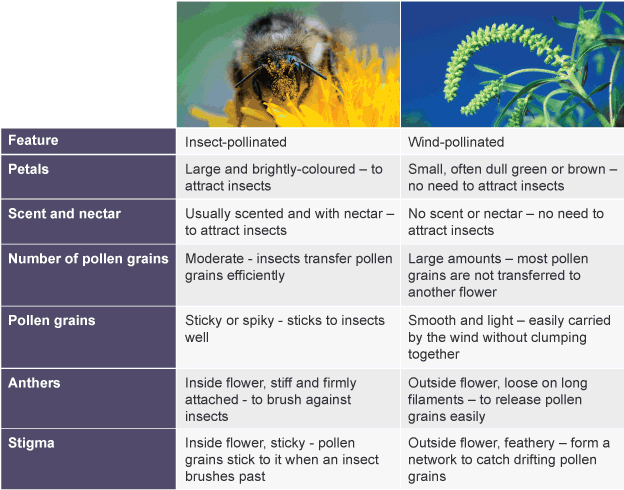 Feature
Insect-pollinated
Wind-pollinated
Petals
Large and brightly-coloured – to
attract insects
Small, often dull green or brown –
no need to attract insects
Scent and nectar
Usually scented and with nectar –
to attract insects
No scent or nectar – no need to
attract insects
Number of pollen grains
Moderate - insects transfer pollen
grains efficiently
Large amounts – most pollen
grains are not transferred to
another flower
Pollen grains
Sticky or spiky - sticks to insects
well
Smooth and light – easily carried
by the wind without clumping
together
Anthers
Inside flower, stiff and firmly
attached - to brush against
insects
Outside flower, loose on long
filaments – to release pollen
grains easily
Stigma
Inside flower, sticky - pollen
grains stick to it when an insect
brushes past
Outside flower, feathery – form a
network to catch drifting pollen
grains